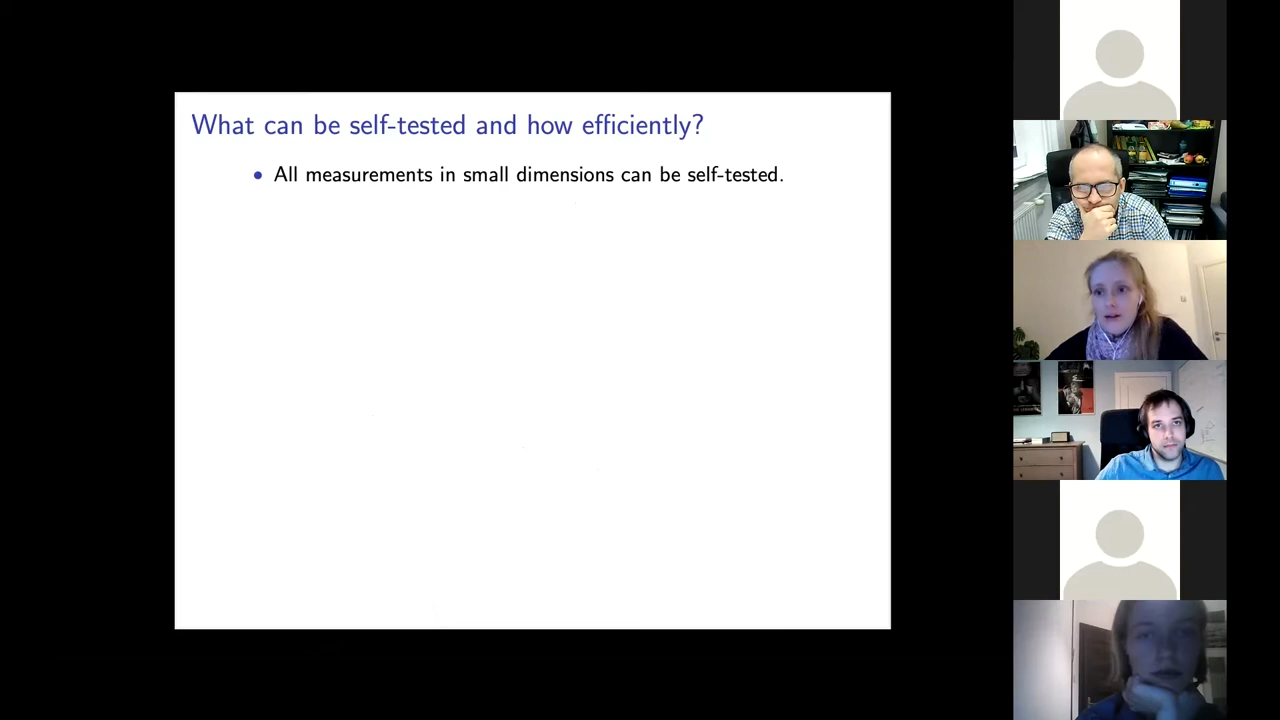 What can be self-tested and how efficiently?
All measurements in small dimensions can be self-tested.